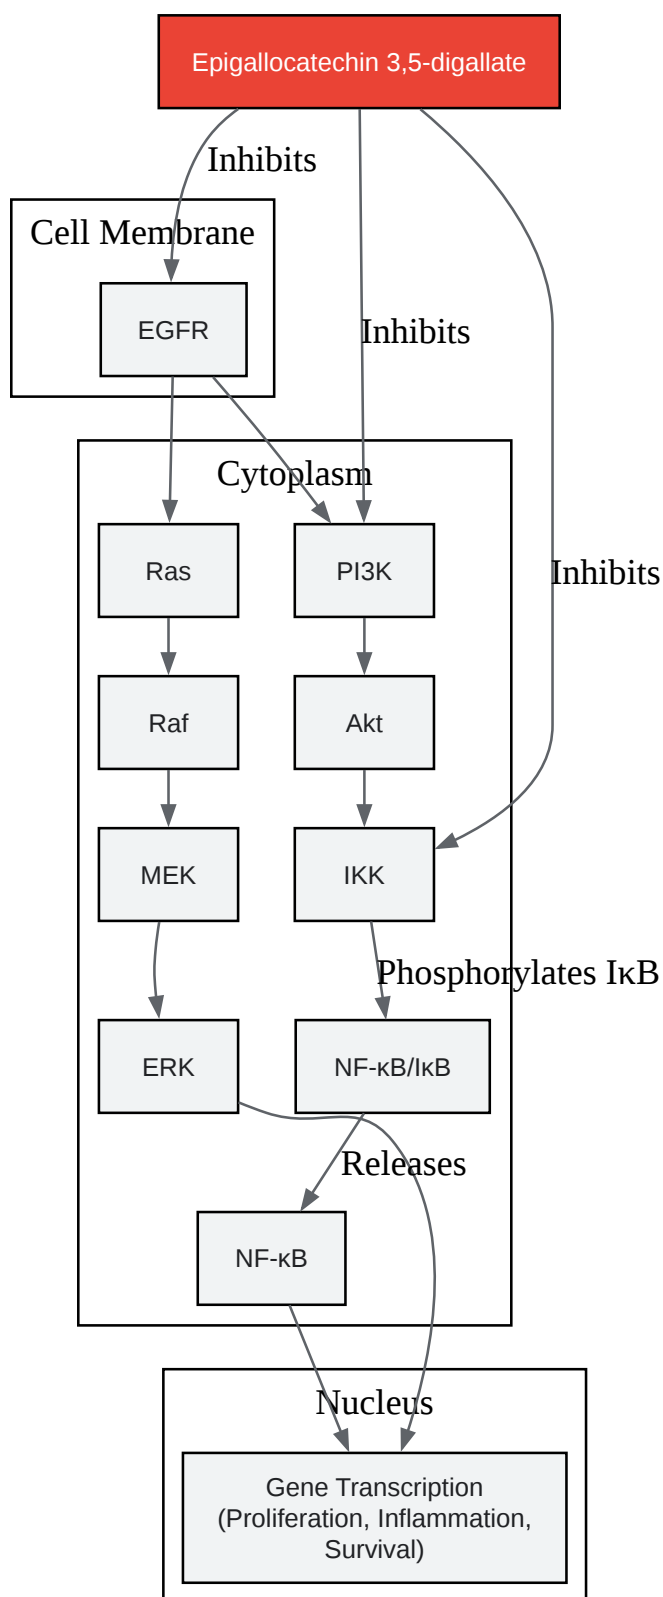 Epigallocatechin 3,5-digallate
Inhibits
Cell Membrane
EGFR
Inhibits
Cytoplasm
Ras
PI3K
Inhibits
Raf
Akt
MEK
IKK
Phosphorylates IκB
ERK
NF-κB/IκB
Releases
NF-κB
Nucleus
Gene Transcription
(Proliferation, Inflammation,
Survival)